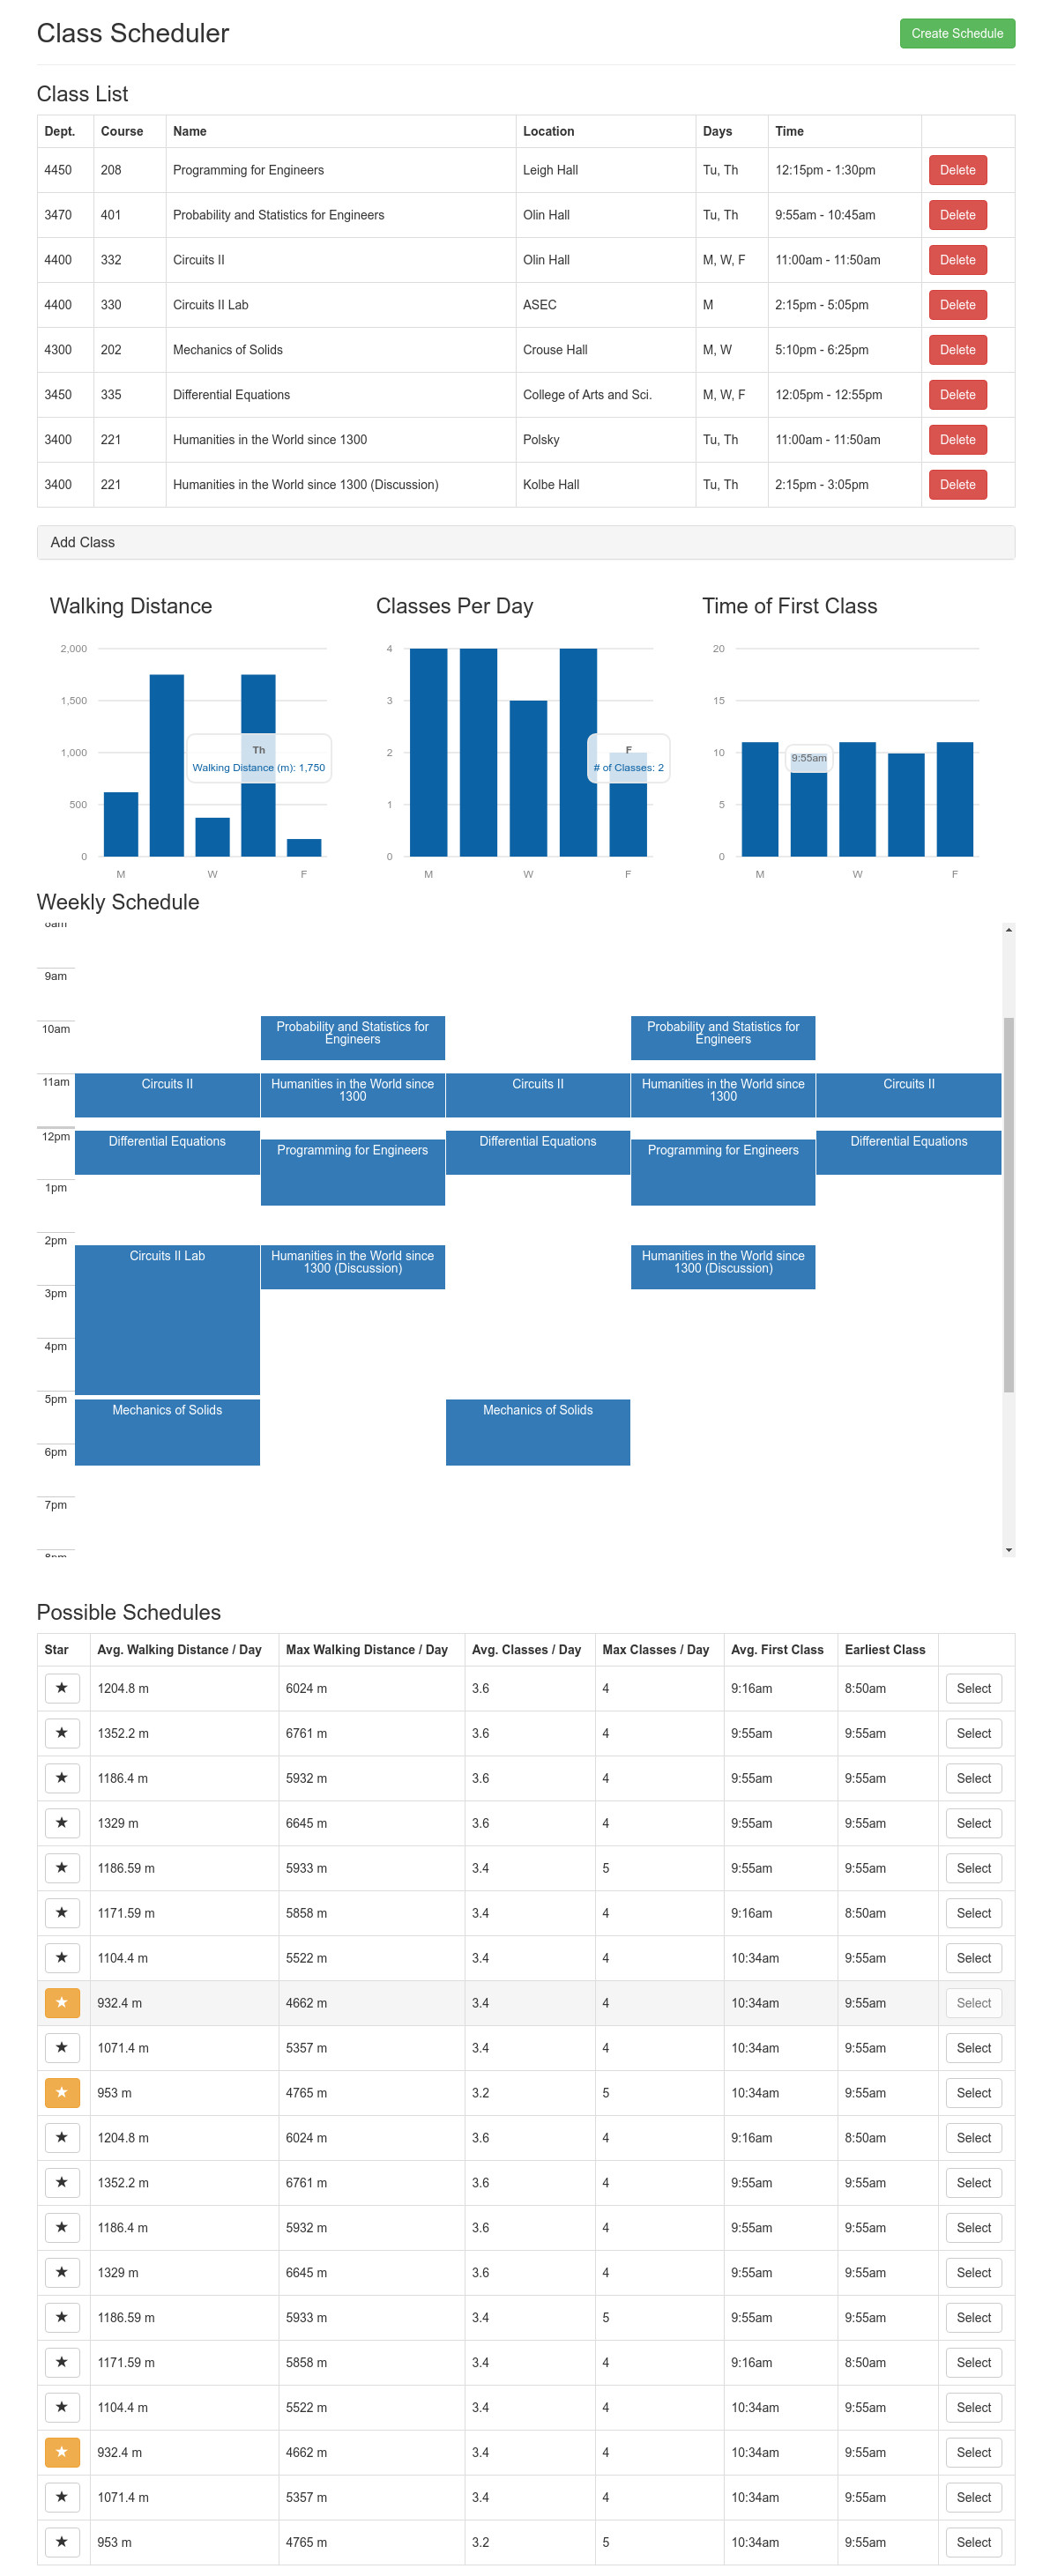 Class Scheduler
Create Schedule
Class List
Dept. Course Name Location Days Time
4450 208 Programming for Engineers Leigh Hall Tu, Th 12:15pm - 1:30pm Delete
3470 401 Probability and Statistics for Engineers Olin Hall Tu, Th 9:55am - 10:45am Delete
4400 332 Circuits II Olin Hall M, W, F 11:00am - 11:50am Delete
4400 330 Circuits II Lab ASEC M 2:15pm - 5:05pm Delete
4300 202 Mechanics of Solids Crouse Hall M, W 5:10pm - 6:25pm Delete
3450 335 Differential Equations College of Arts and Sci. M, W, F 12:05pm - 12:55pm Delete
3400 221 Humanities in the World since 1300 Polsky Tu, Th 11:00am - 11:50am Delete
3400 221 Humanities in the World since 1300 (Discussion) Kolbe Hall Tu, Th 2:15pm - 3:05pm Delete
Add Class
Walking Distance
2,000
1,500
1,000
500
0
Th
Walking Distance (m): 1,750
M W F
Classes Per Day
4
3
2
1
0
F
# of Classes: 2
M W F
Time of First Class
20
15
10
5
0
9:55am
M W F
Weekly Schedule
8am
9am
10am
Probability and Statistics for
Engineers
Probability and Statistics for
Engineers
11am
Circuits II
Humanities in the World since
1300
Circuits II
Humanities in the World since
1300
Circuits II
12pm
Differential Equations
Programming for Engineers
Differential Equations
Programming for Engineers
Differential Equations
1pm
2pm
Circuits II Lab
Humanities in the World since
1300 (Discussion)
Humanities in the World since
1300 (Discussion)
3pm
4pm
5pm
Mechanics of Solids
Mechanics of Solids
6pm
7pm
8pm
Possible Schedules
Star Avg. Walking Distance / Day Max Walking Distance / Day Avg. Classes / Day Max Classes / Day Avg. First Class Earliest Class
★ 1204.8 m 6024 m 3.6 4 9:16am 8:50am Select
★ 1352.2 m 6761 m 3.6 4 9:55am 9:55am Select
★ 1186.4 m 5932 m 3.6 4 9:55am 9:55am Select
★ 1329 m 6645 m 3.6 4 9:55am 9:55am Select
★ 1186.59 m 5933 m 3.4 5 9:55am 9:55am Select
★ 1171.59 m 5858 m 3.4 4 9:16am 8:50am Select
★ 1104.4 m 5522 m 3.4 4 10:34am 9:55am Select
★ 932.4 m 4662 m 3.4 4 10:34am 9:55am Select
★ 1071.4 m 5357 m 3.4 4 10:34am 9:55am Select
★ 953 m 4765 m 3.2 5 10:34am 9:55am Select
★ 1204.8 m 6024 m 3.6 4 9:16am 8:50am Select
★ 1352.2 m 6761 m 3.6 4 9:55am 9:55am Select
★ 1186.4 m 5932 m 3.6 4 9:55am 9:55am Select
★ 1329 m 6645 m 3.6 4 9:55am 9:55am Select
★ 1186.59 m 5933 m 3.4 5 9:55am 9:55am Select
★ 1171.59 m 5858 m 3.4 4 9:16am 8:50am Select
★ 1104.4 m 5522 m 3.4 4 10:34am 9:55am Select
★ 932.4 m 4662 m 3.4 4 10:34am 9:55am Select
★ 1071.4 m 5357 m 3.4 4 10:34am 9:55am Select
★ 953 m 4765 m 3.2 5 10:34am 9:55am Select